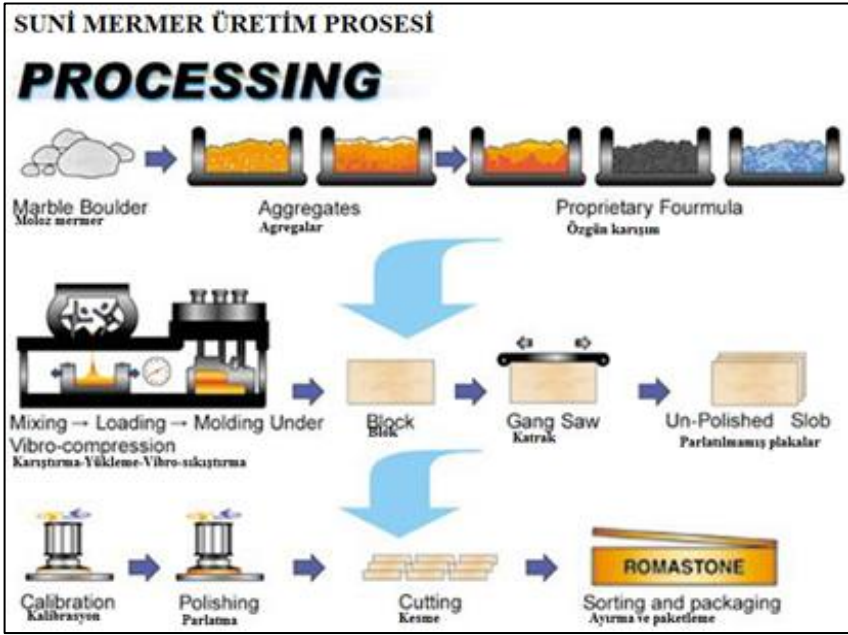 SUNİ MERMER ÜRETİM PROSESİ
PROCESSING
Marble Boulder
Moloz mermer
Aggregates
Agregalar
Proprietary Fourmula
Özgün karışım
Mixing → Loading → Molding Under
Vibro-compression
Karıştırma-Yükleme-Vibro-sıkıştırma
Block
Blok
Gang Saw
Katrak
Un-Polished Slob
Parlatılmamış plakalar
Calibration
Kalibrasyon
Polishing
Parlatma
Cutting
Kesme
ROMASTONE
Sorting and packaging
Ayırma ve paketleme